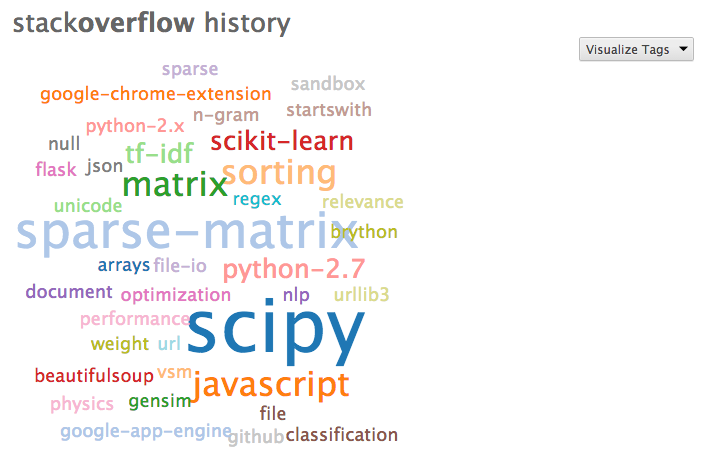 stackoverflow history
Visualize Tags
sparse
sandbox
google-chrome-extension
startswith
n-gram
python-2.x
scikit-learn
null
tf-idf
json
flask
sorting
matrix
regex
relevance
unicode
sparse-matrix
brython
arrays
file-io
python-2.7
document
optimization
nlp
urllib3
performance
scipy
weight
url
beautifulsoup
vsm
javascript
physics
gensim
file
google-app-engine
github
classification